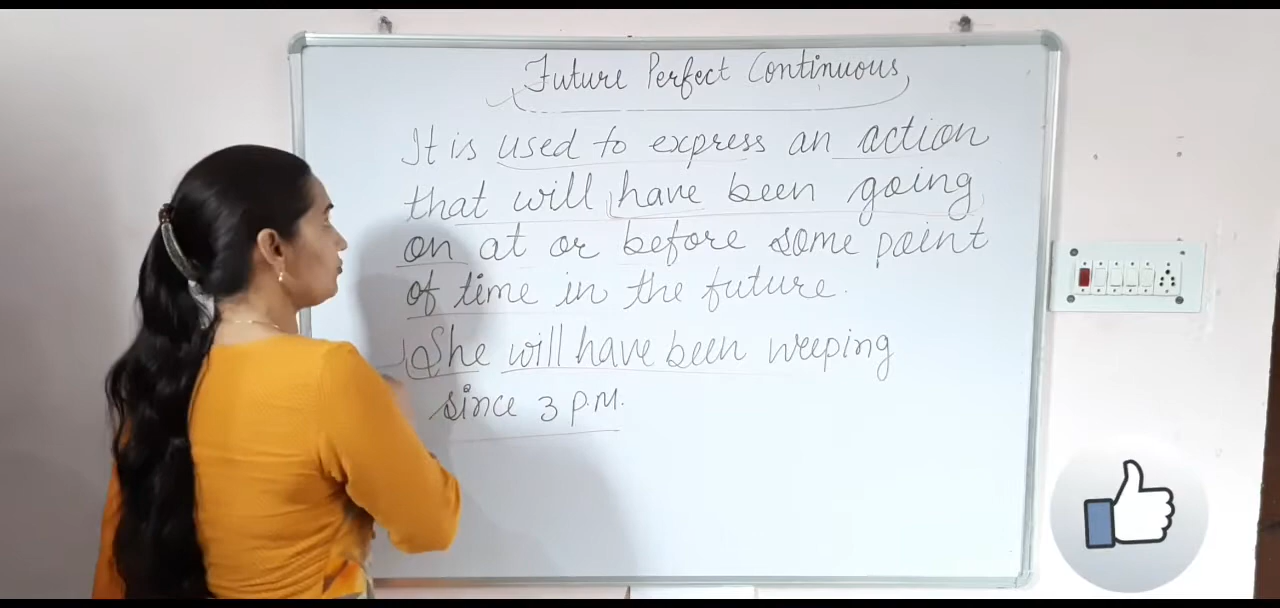 Future Perfect Continuous
It is used to express an action
that will have been going
on at or before some point
of time in the future.
She will have been weeping
since 3 P.M.